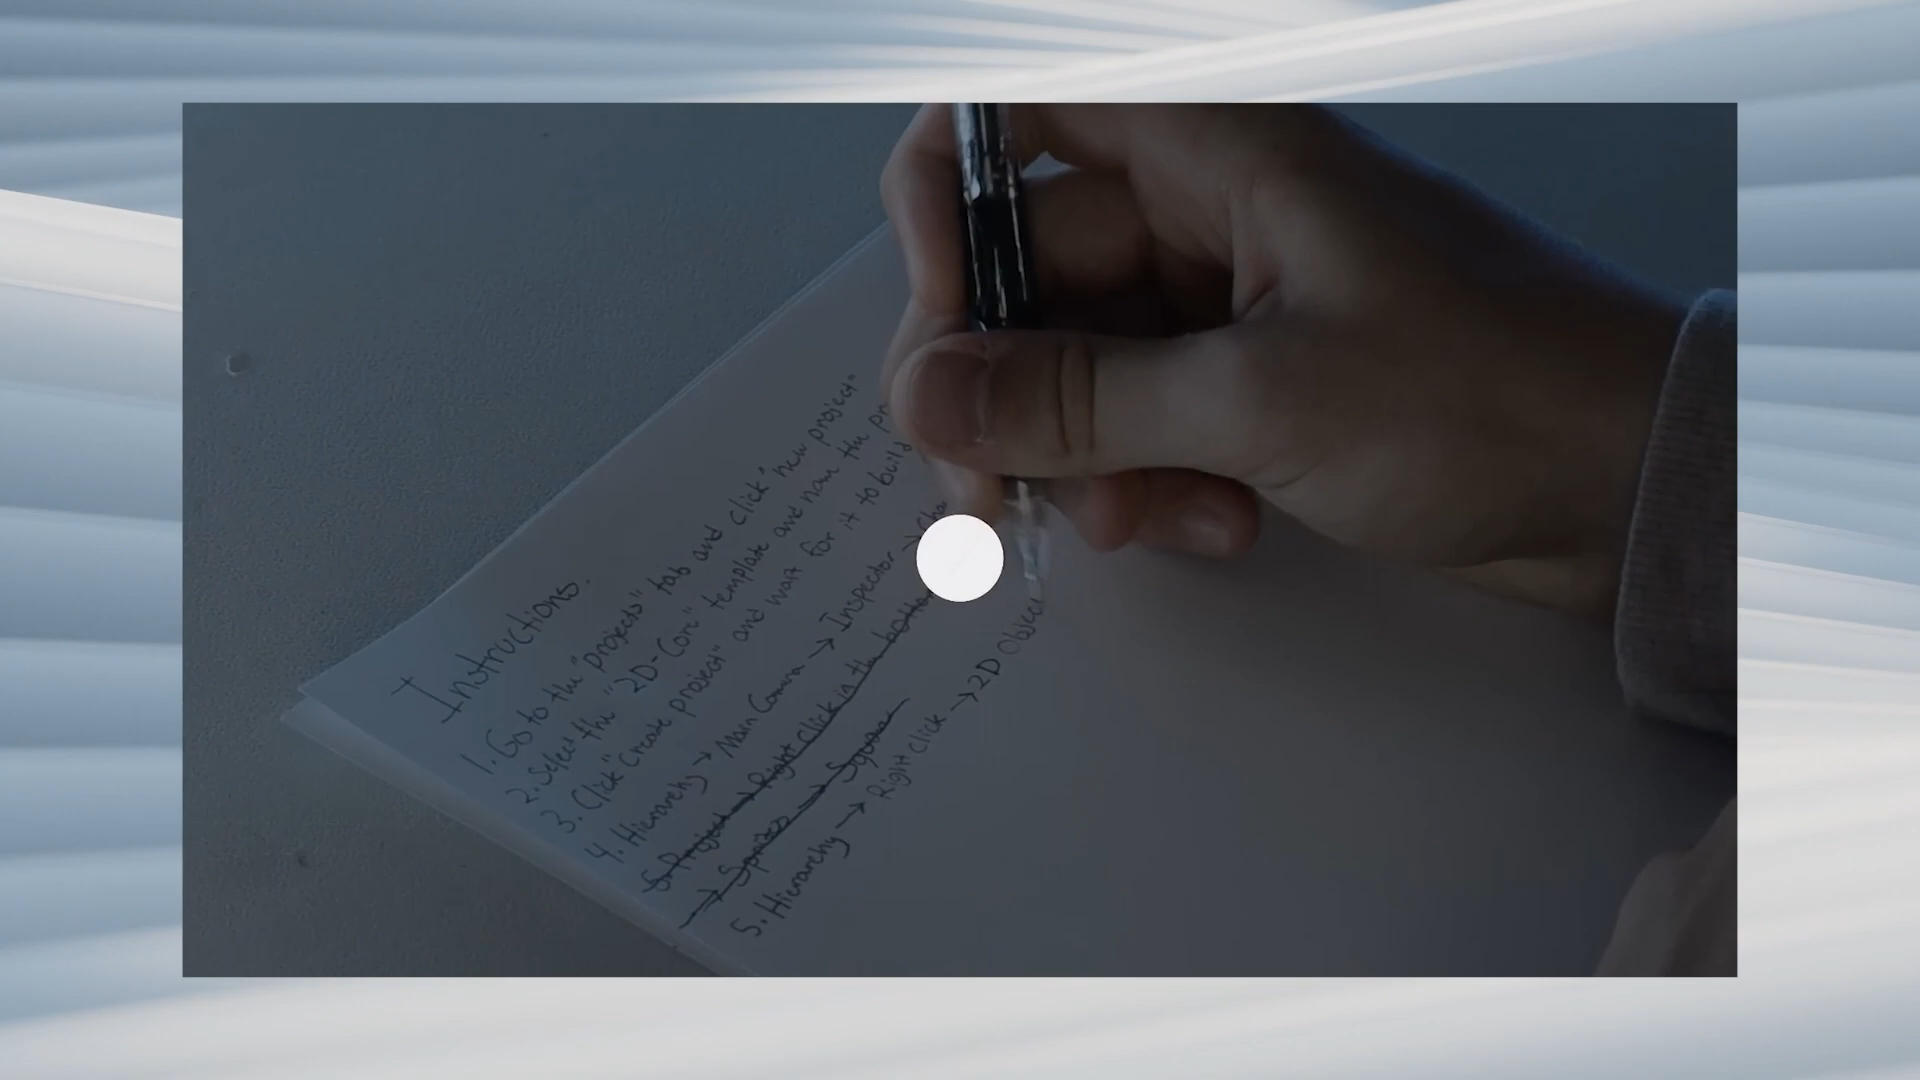 Instructions.
1. Go to the "projects" tab and click "new project"
2. Select the "2D-Core" template and name the
3. Click "Create project" and wait for it to build
4. Hierarchy → Main Camera → Inspector →
5. Project → Right click in the
→ Sprites → Square
5. Hierarchy → Right click → 2D Objec